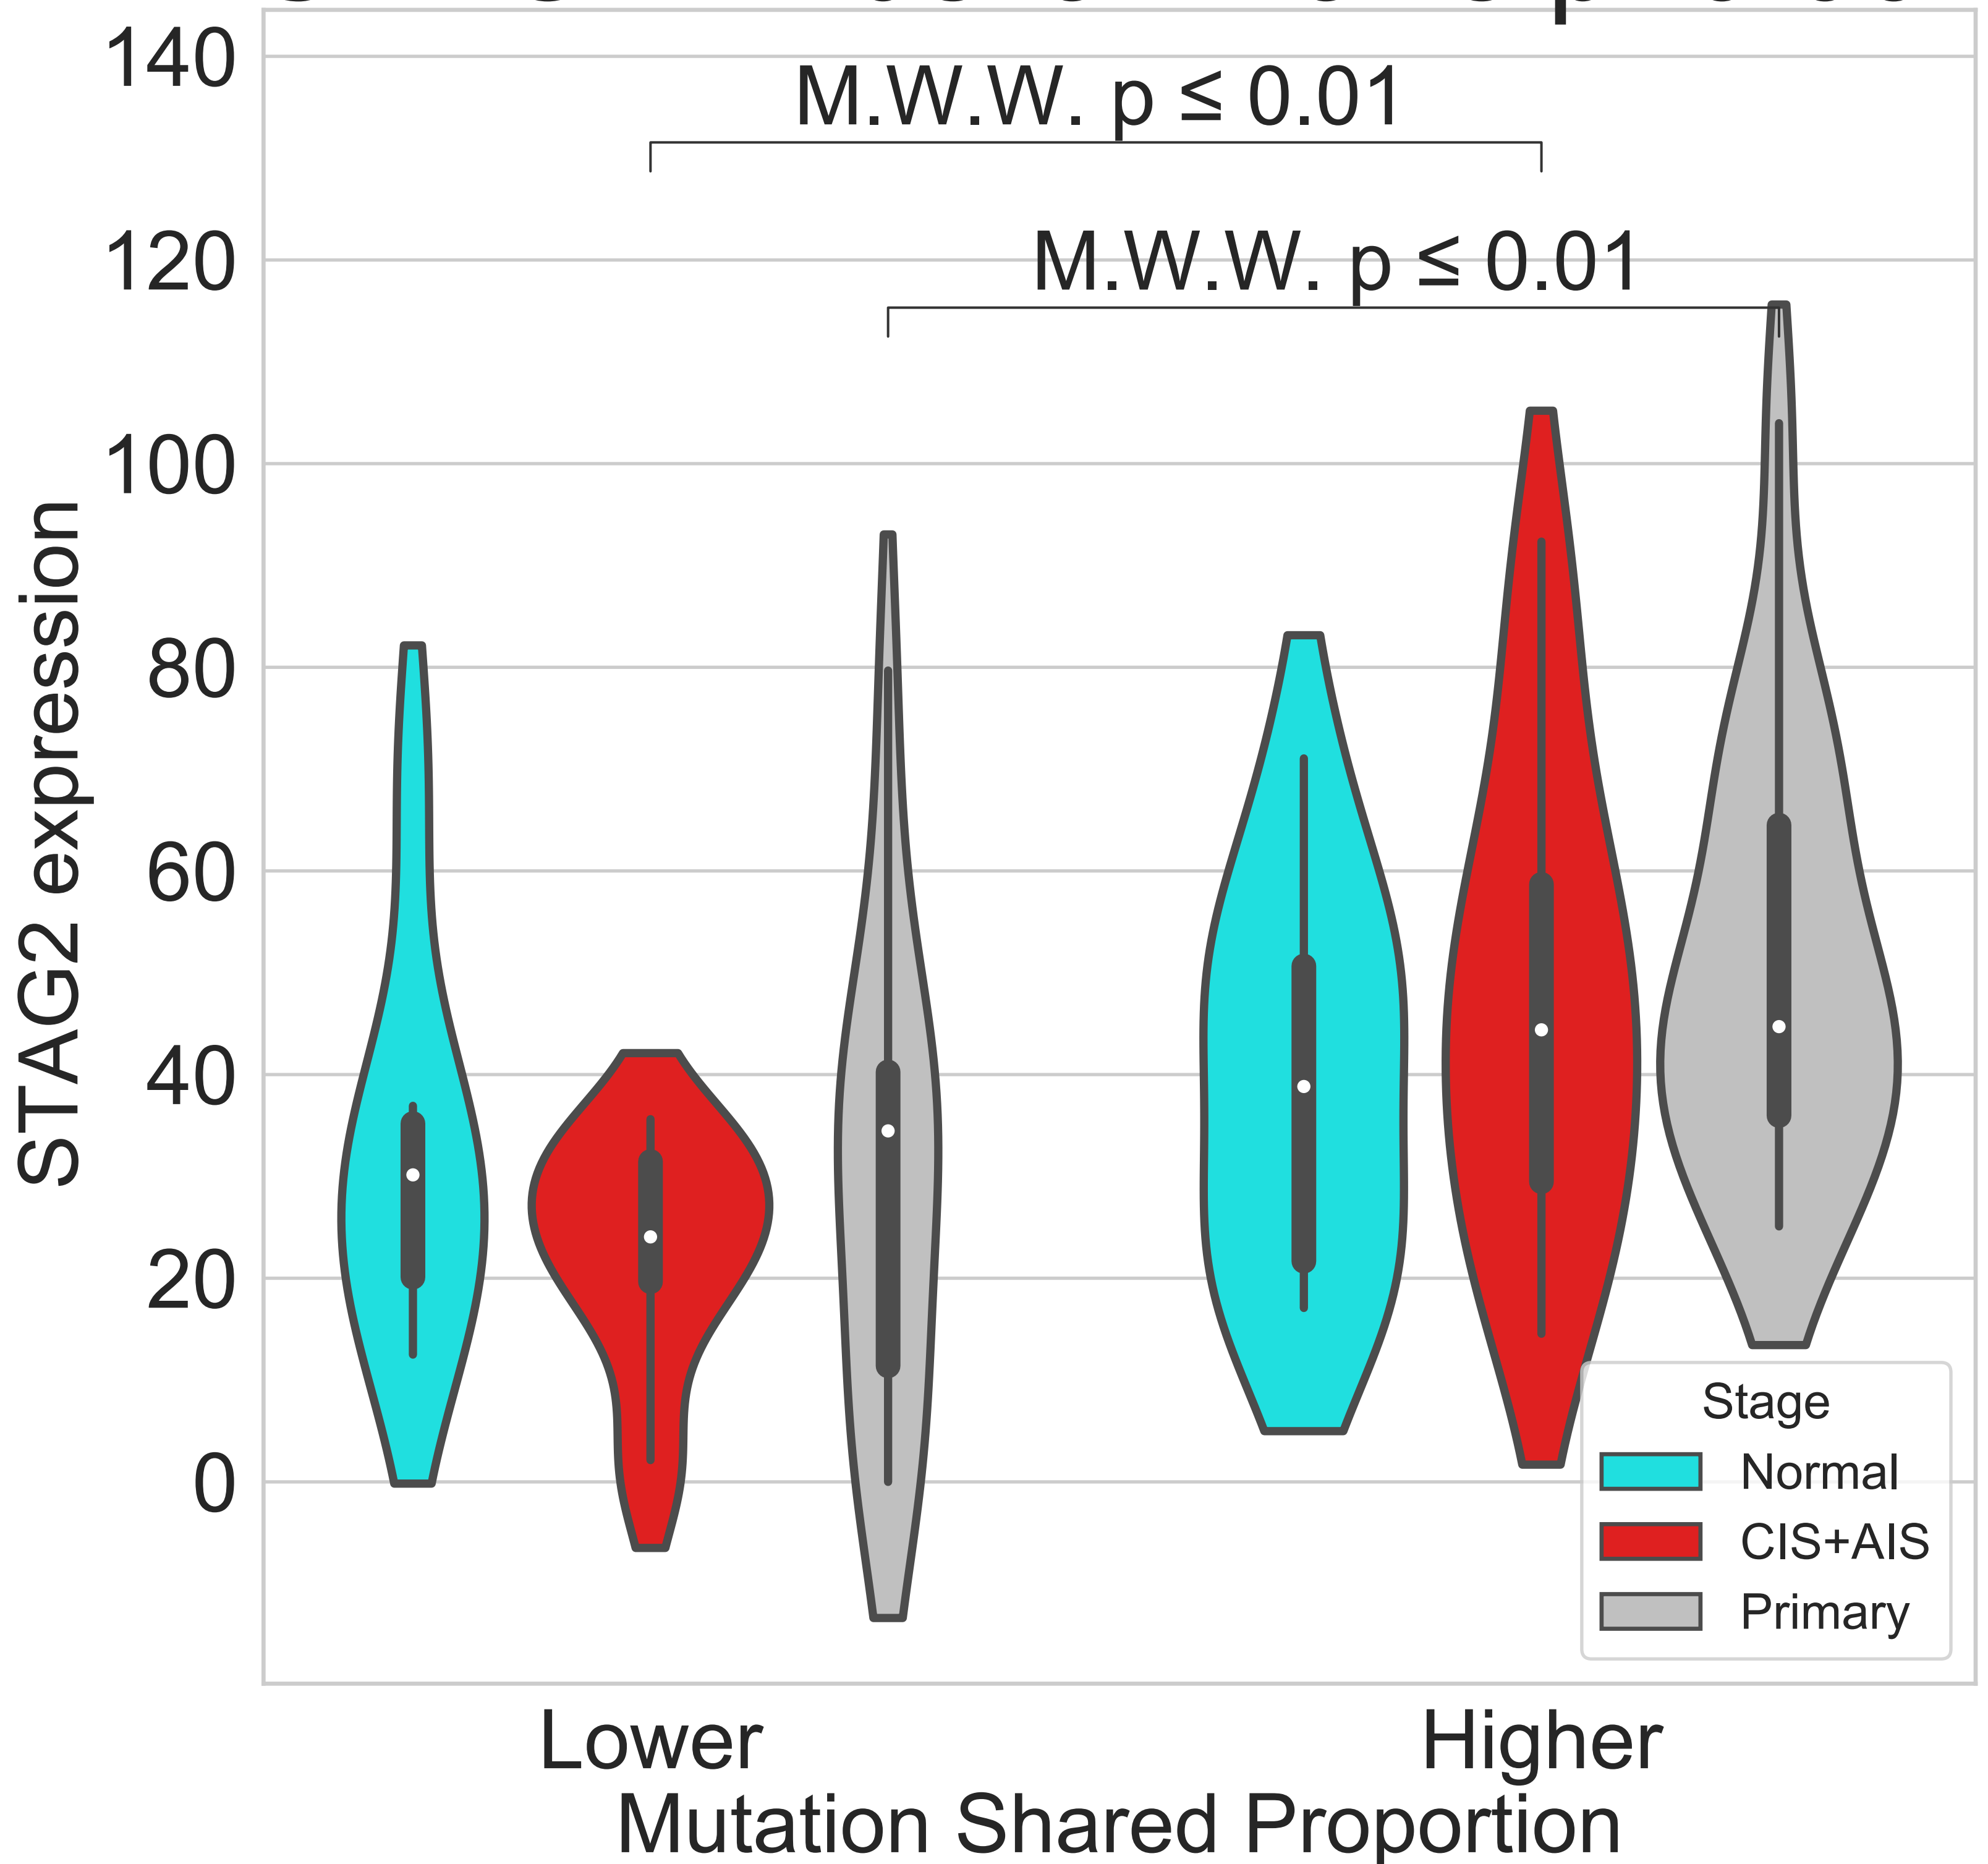 140
M.W.W. p ≤ 0.01
120
M.W.W. p ≤ 0.01
100
80
60
40
20
0
STAG2 expression
Stage
Normal
CIS+AIS
Primary
Lower
Higher
Mutation Shared Proportion